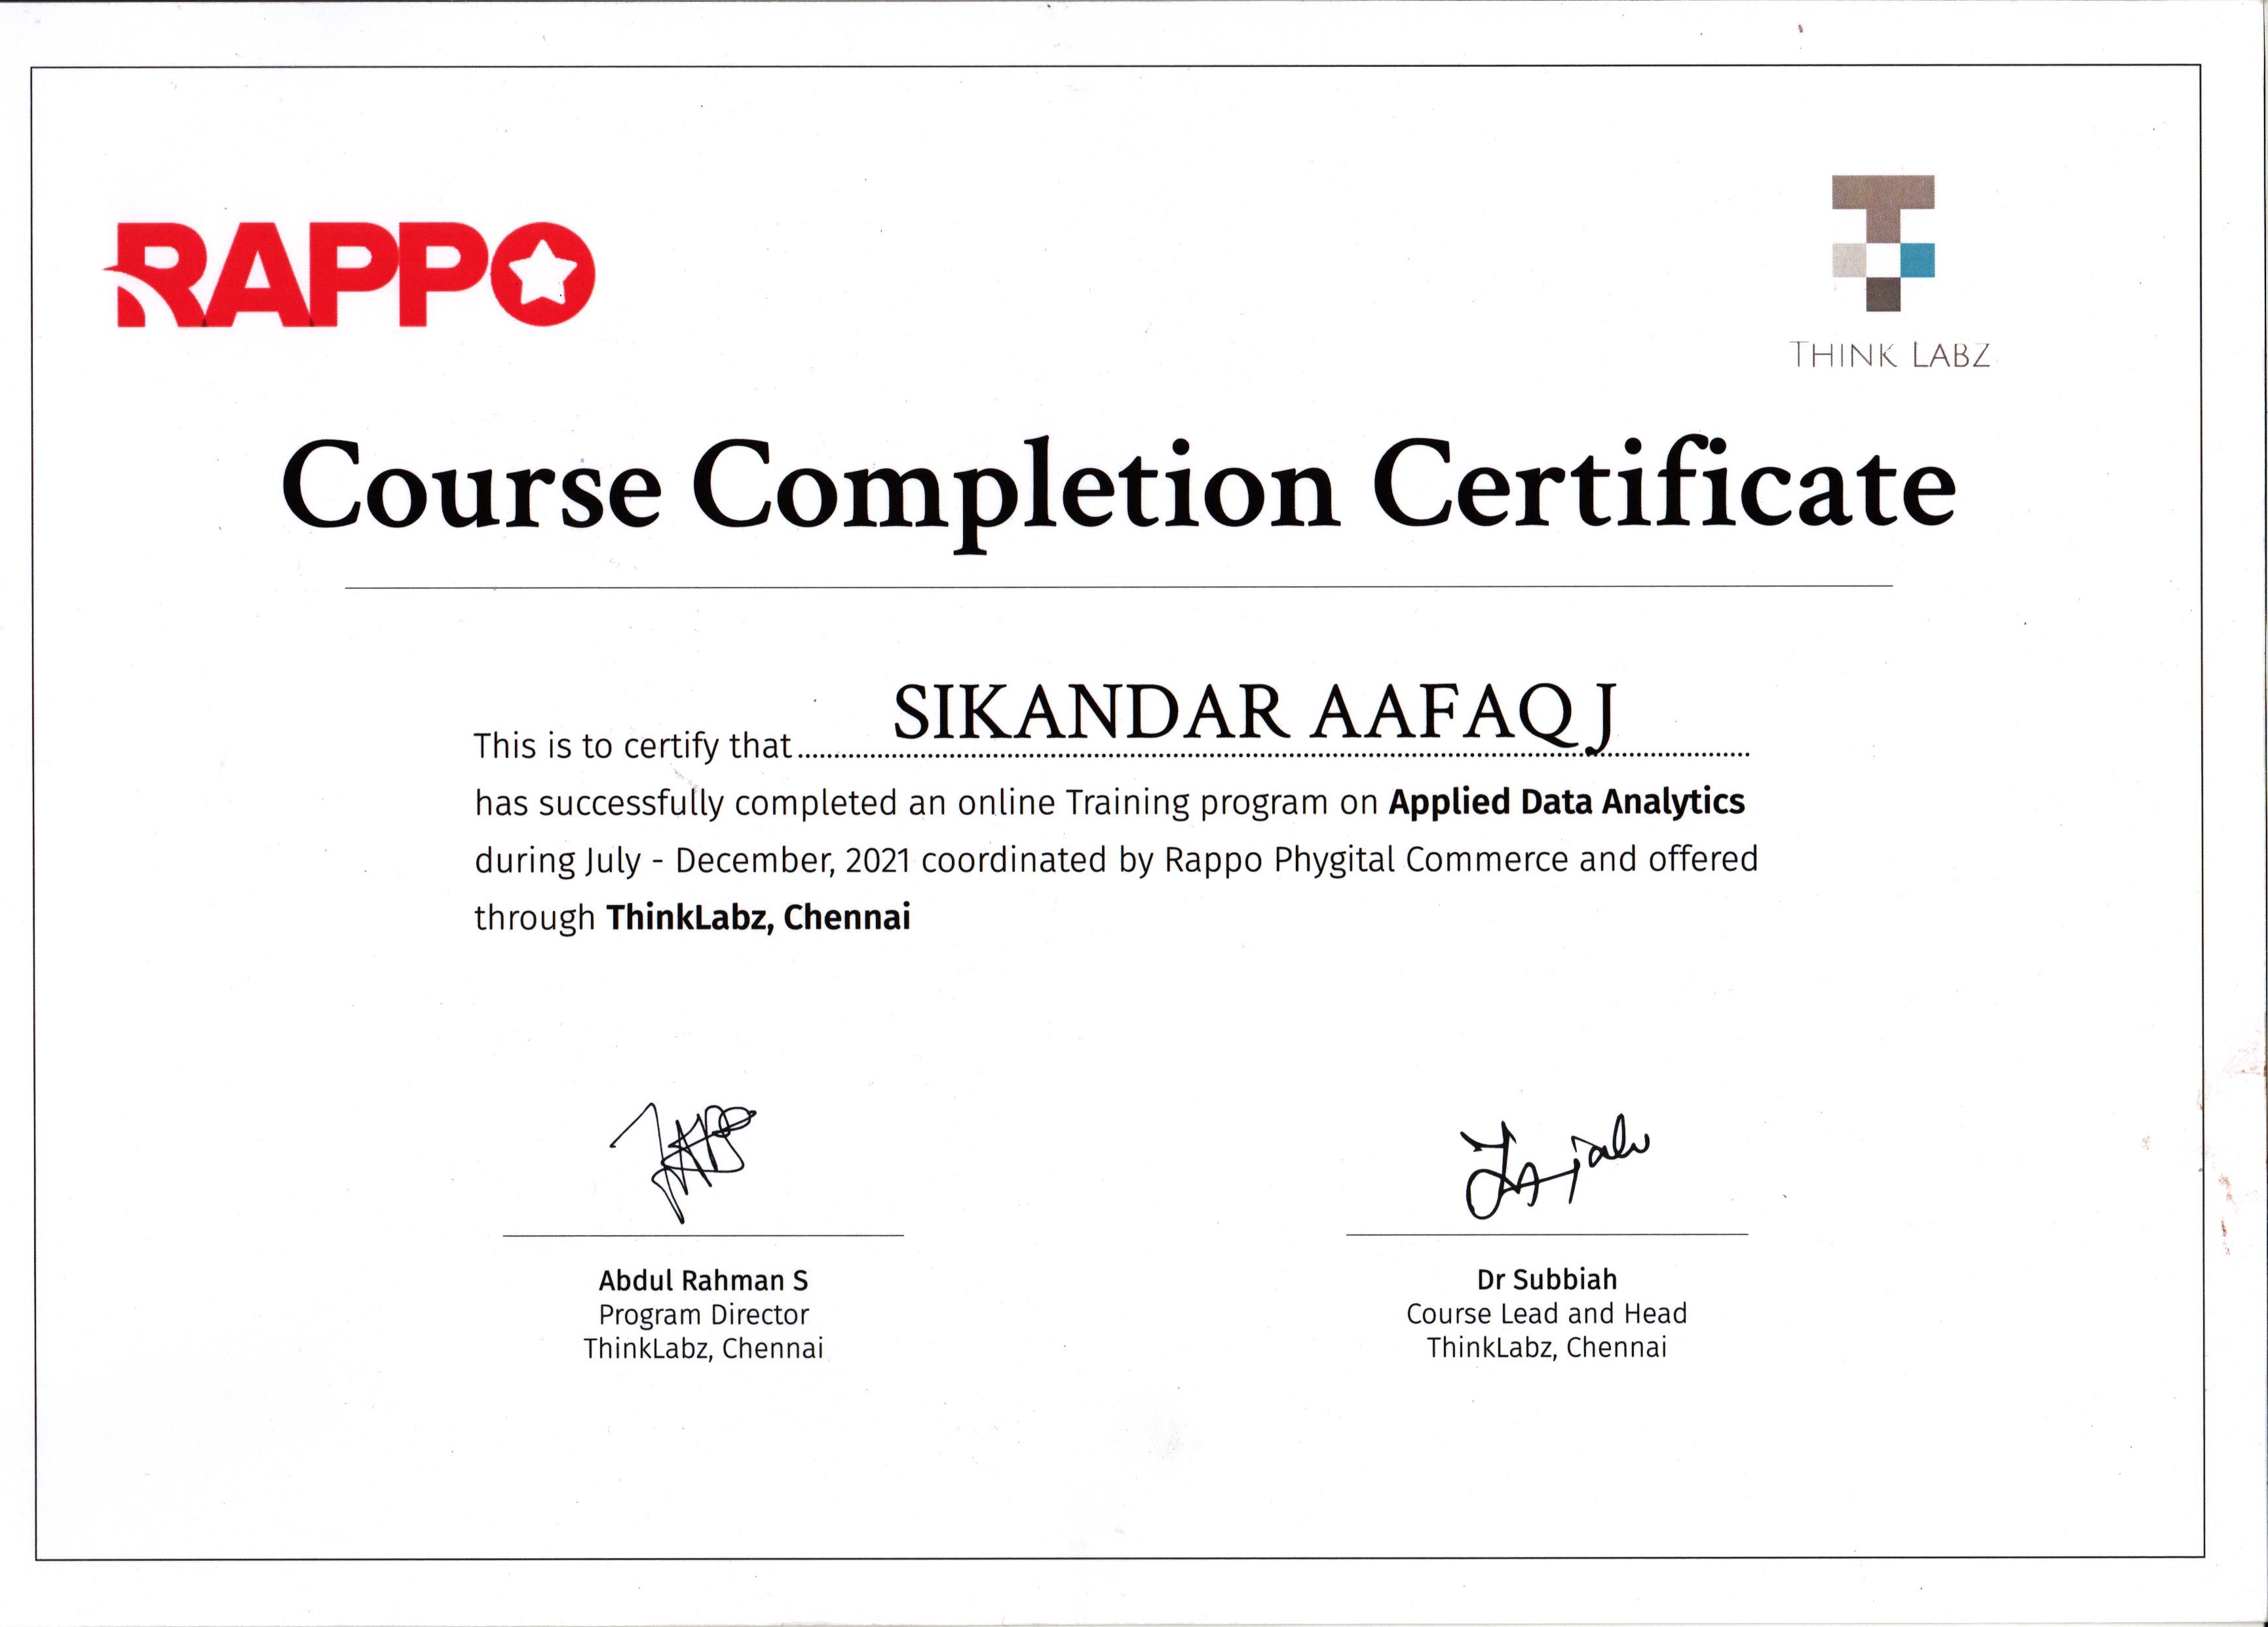 RAPPO
THINK LABZ
Course Completion Certificate
SIKANDAR AAFAQ J
This is to certify that
has successfully completed an online Training program on Applied Data Analytics
during July - December, 2021 coordinated by Rappo Phygital Commerce and offered
through ThinkLabz, Chennai
Abdul Rahman S
Program Director
ThinkLabz, Chennai
Dr Subbiah
Course Lead and Head
ThinkLabz, Chennai